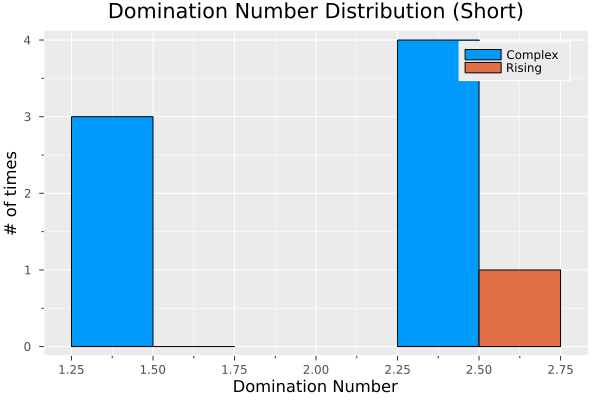 Domination Number Distribution (Short)
Complex
Rising
# of times
4
3
2
1
0
1.25 1.50 1.75 2.00 2.25 2.50 2.75
Domination Number